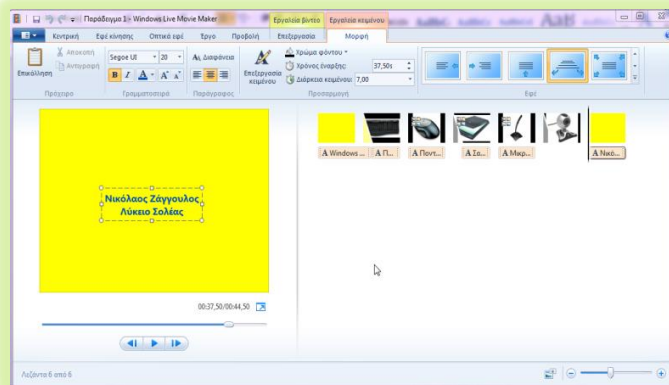 Παράδειγμα 1 - Windows Live Movie Maker
Εργαλεία βίντεο
Εργαλεία κειμένου
Κεντρική
Εφέ κίνησης
Οπτικά εφέ
Έργο
Προβολή
Επεξεργασία
Μορφή
Επικόλληση
Αποκοπή
Αντιγραφή
Πρόχειρο
Segoe UI
20
B I A A A
Γραμματοσειρά
Διαφάνεια
Παράγραφος
Επεξεργασία
κειμένου
Χρώμα φόντου
Χρόνος έναρξης: 37,50s
Διάρκεια κειμένου: 7,00
Προσαρμογή
Εφέ
Νικόλαος Ζάγγουλος
Λύκειο Σολέας
00:37,50/00:44,50
A Windows ...
A Π...
A Ποντ...
A Σα...
A Μικρ...
A Νικό...
Λεζάντα 6 από 6